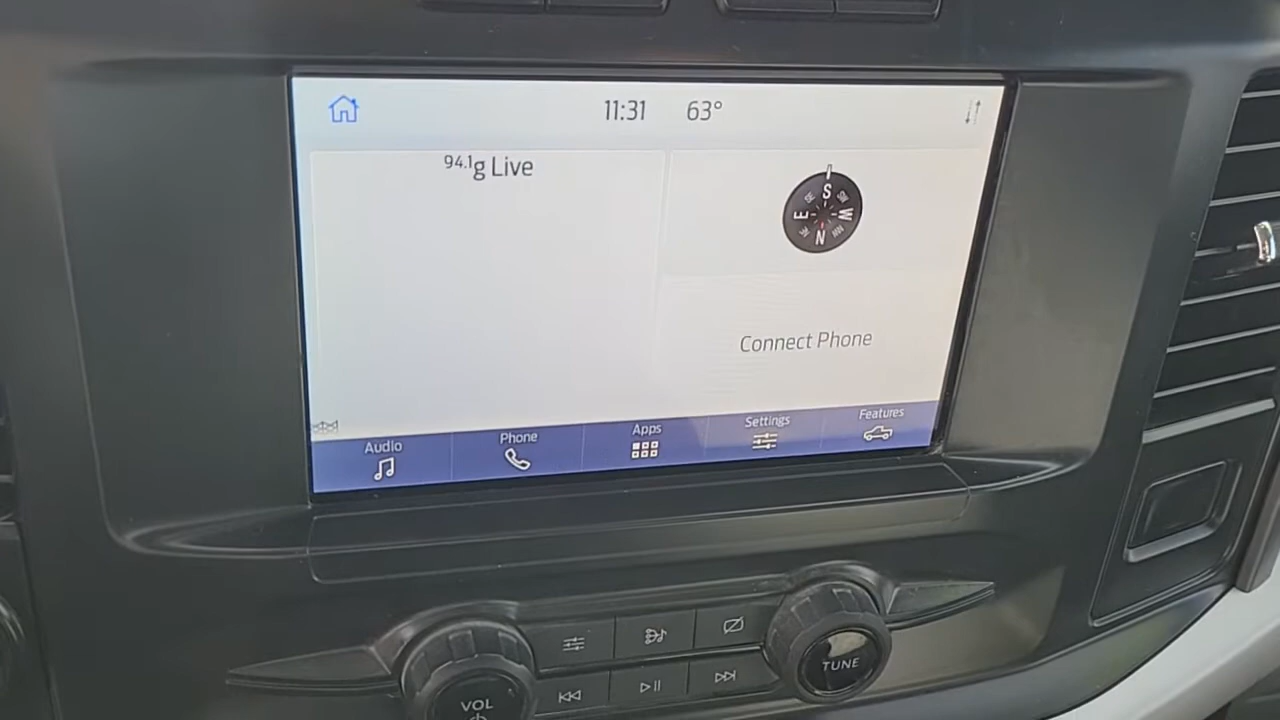 11:31 63°
94.1g Live
S
E W
N
Connect Phone
Audio Phone Apps Settings Features
TUNE
VOL